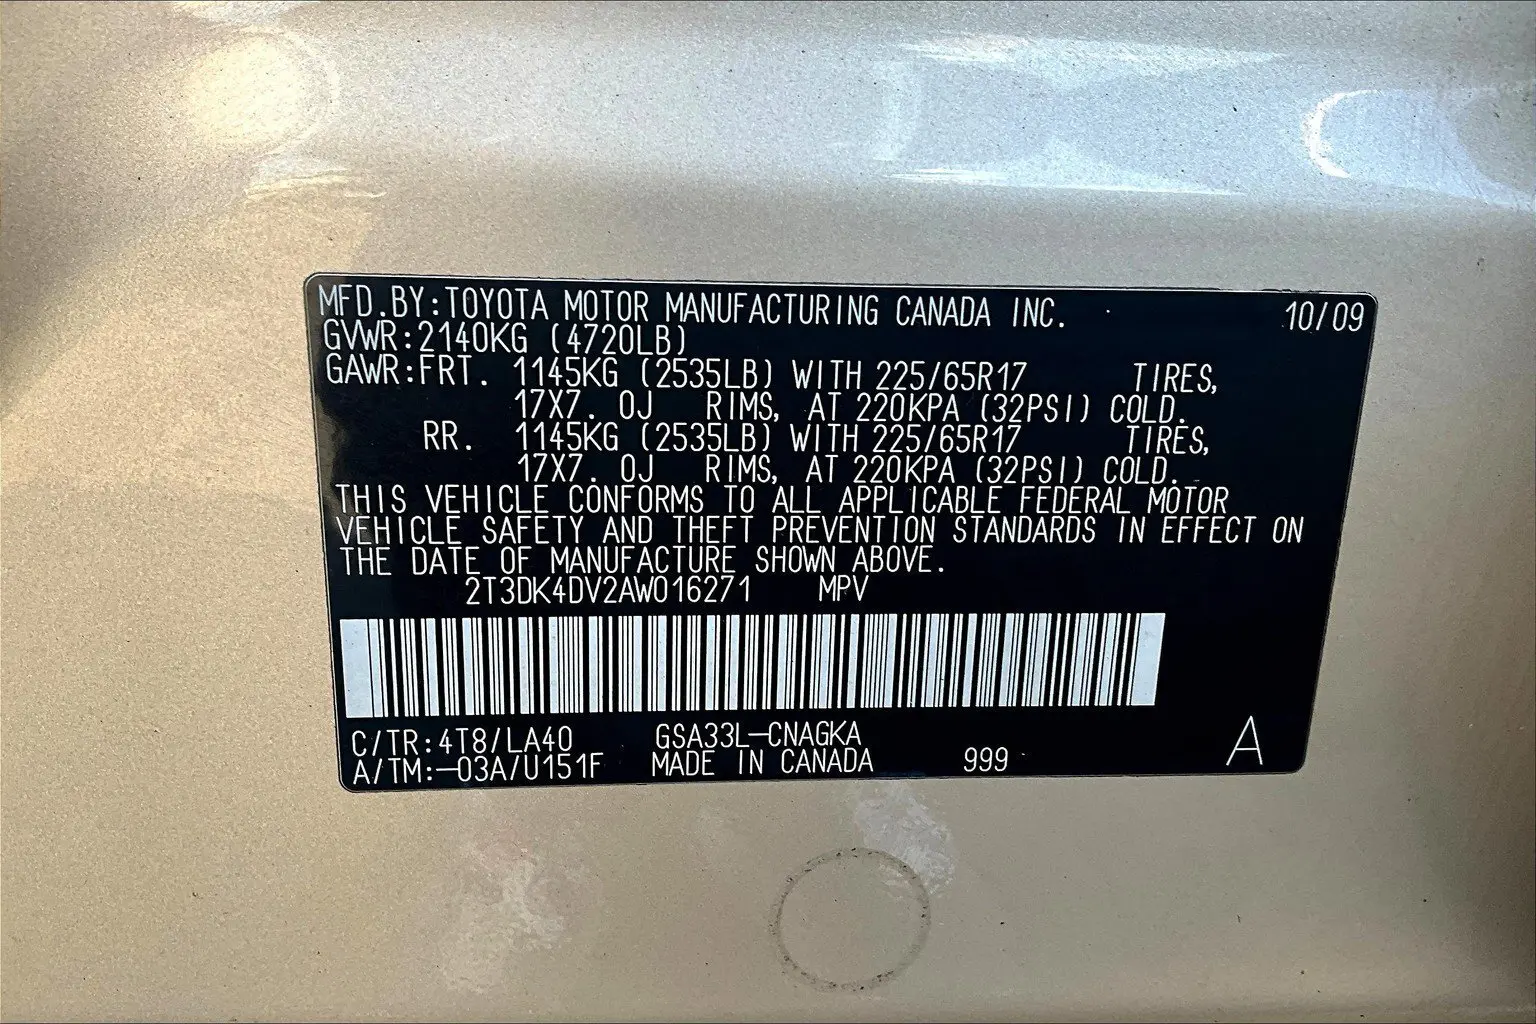 MFD.BY:TOYOTA MOTOR MANUFACTURING CANADA INC. 10/09
GVWR:2140KG (4720LB)
GAWR:FRT. 1145KG (2535LB) WITH 225/65R17 TIRES,
17X7. 0J RIMS, AT 220KPA (32PSI) COLD.
RR. 1145KG (2535LB) WITH 225/65R17 TIRES,
17X7. 0J RIMS, AT 220KPA (32PSI) COLD.
THIS VEHICLE CONFORMS TO ALL APPLICABLE FEDERAL MOTOR
VEHICLE SAFETY AND THEFT PREVENTION STANDARDS IN EFFECT ON
THE DATE OF MANUFACTURE SHOWN ABOVE.
2T3DK4DV2AW016271 MPV
C/TR:4T8/LA40 GSA33L-CNAGKA
A/TM:-03A/U151F MADE IN CANADA 999 A